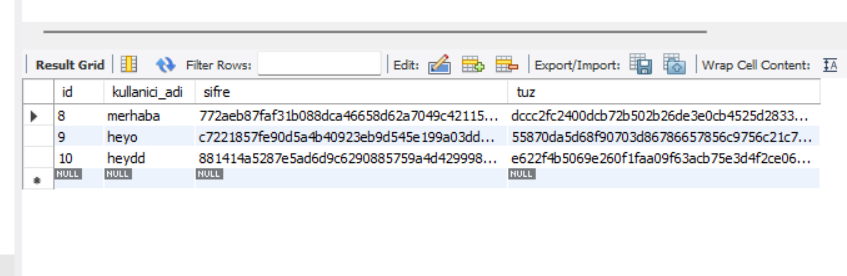 Result Grid Filter Rows: Edit: Export/Import: Wrap Cell Content: IA
id kullanici_adi sifre tuz
8 merhaba 772aeb87faf31b088dca46658d62a7049c42115... dccc2fc2400dcb72b502b26de3e0cb4525d2833...
9 heyo c7221857fe90d5a4b40923eb9d545e199a03dd... 55870da5d68f90703d86786657856c9756c21c7...
10 heydd 881414a5287e5ad6d9c6290885759a4d429998... e622f4b5069e260f1faa09f63acb75e3d4f2ce06...
NULL NULL NULL NULL